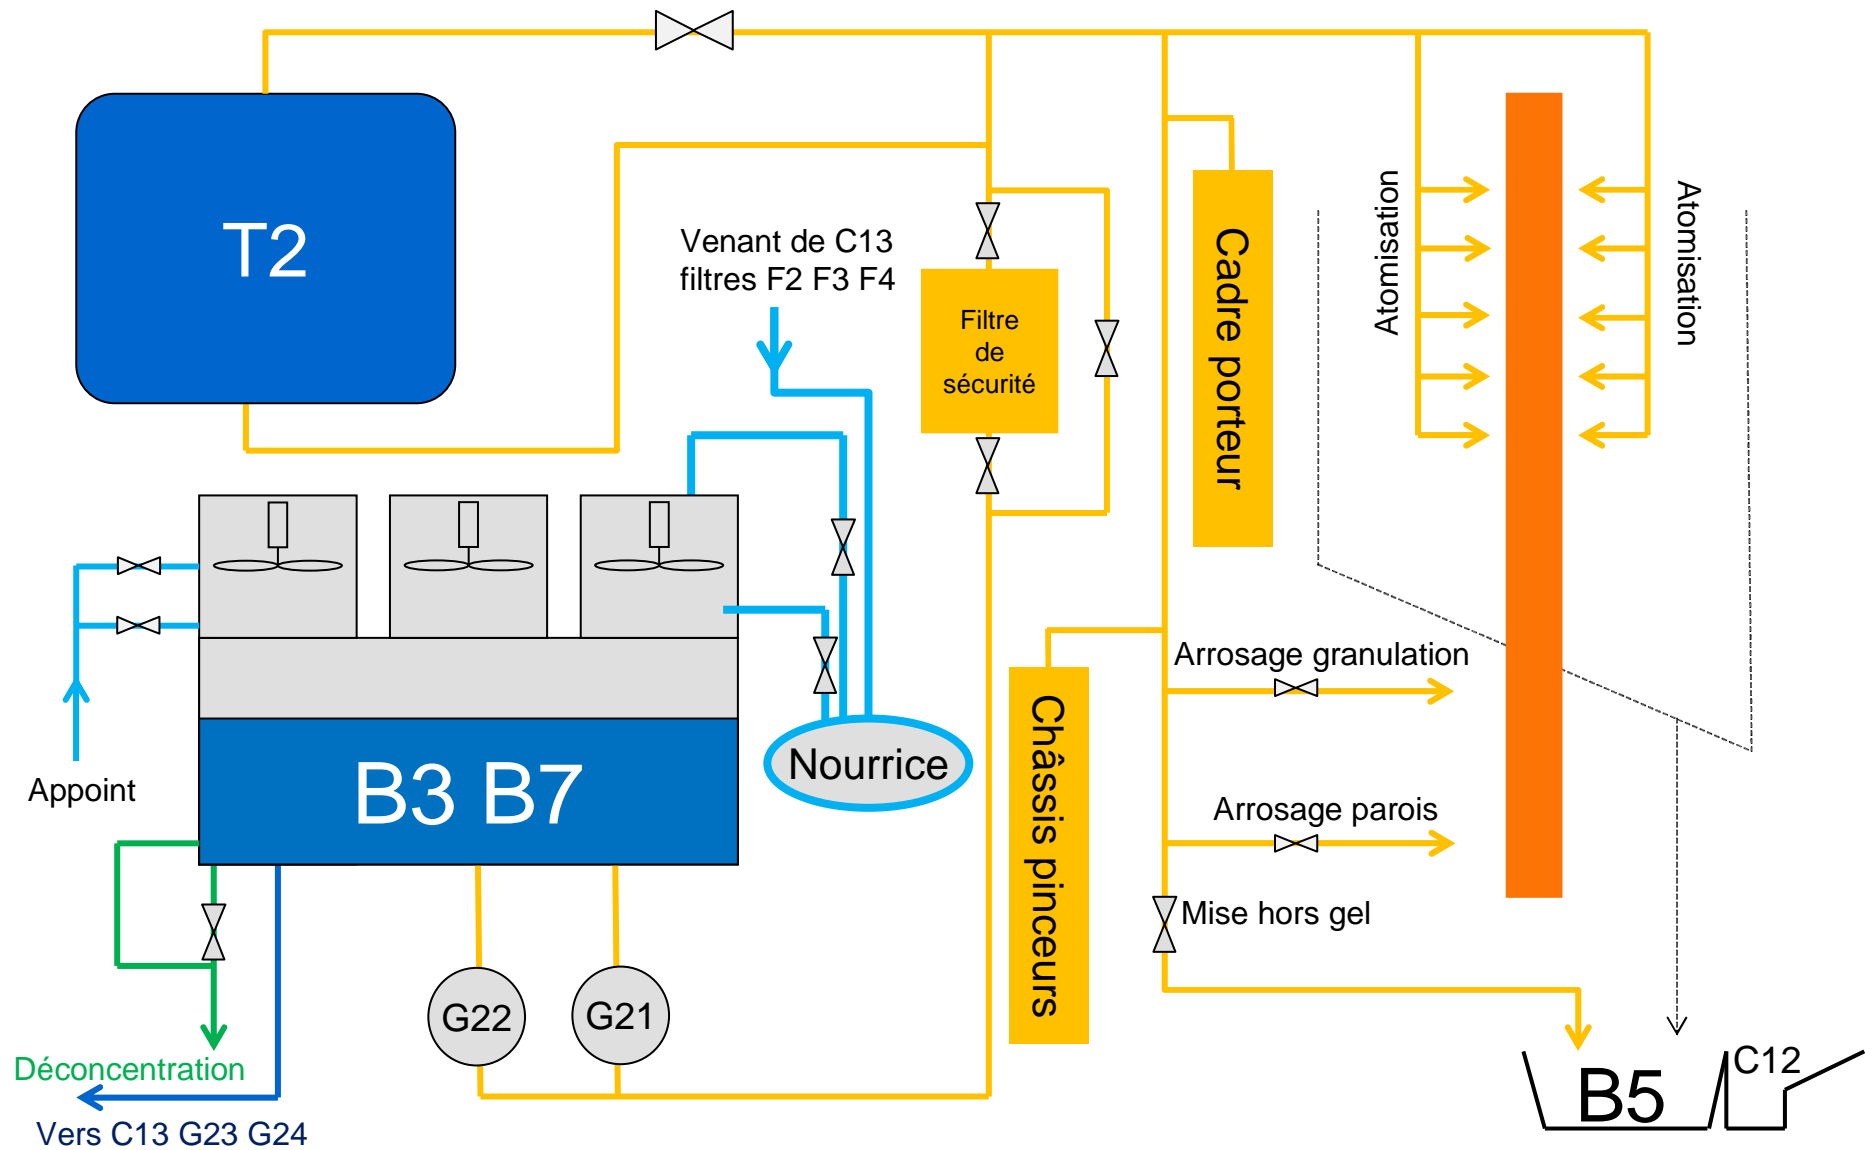 T2
Venant de C13
filtres F2 F3 F4
Filtre
de
sécurité
Cadre porteur
Atomisation
Atomisation
Arrosage granulation
Châssis pinceurs
Nourrice
B3 B7
Appoint
Arrosage parois
Mise hors gel
G22
G21
Déconcentration
Vers C13 G23 G24
B5
C12